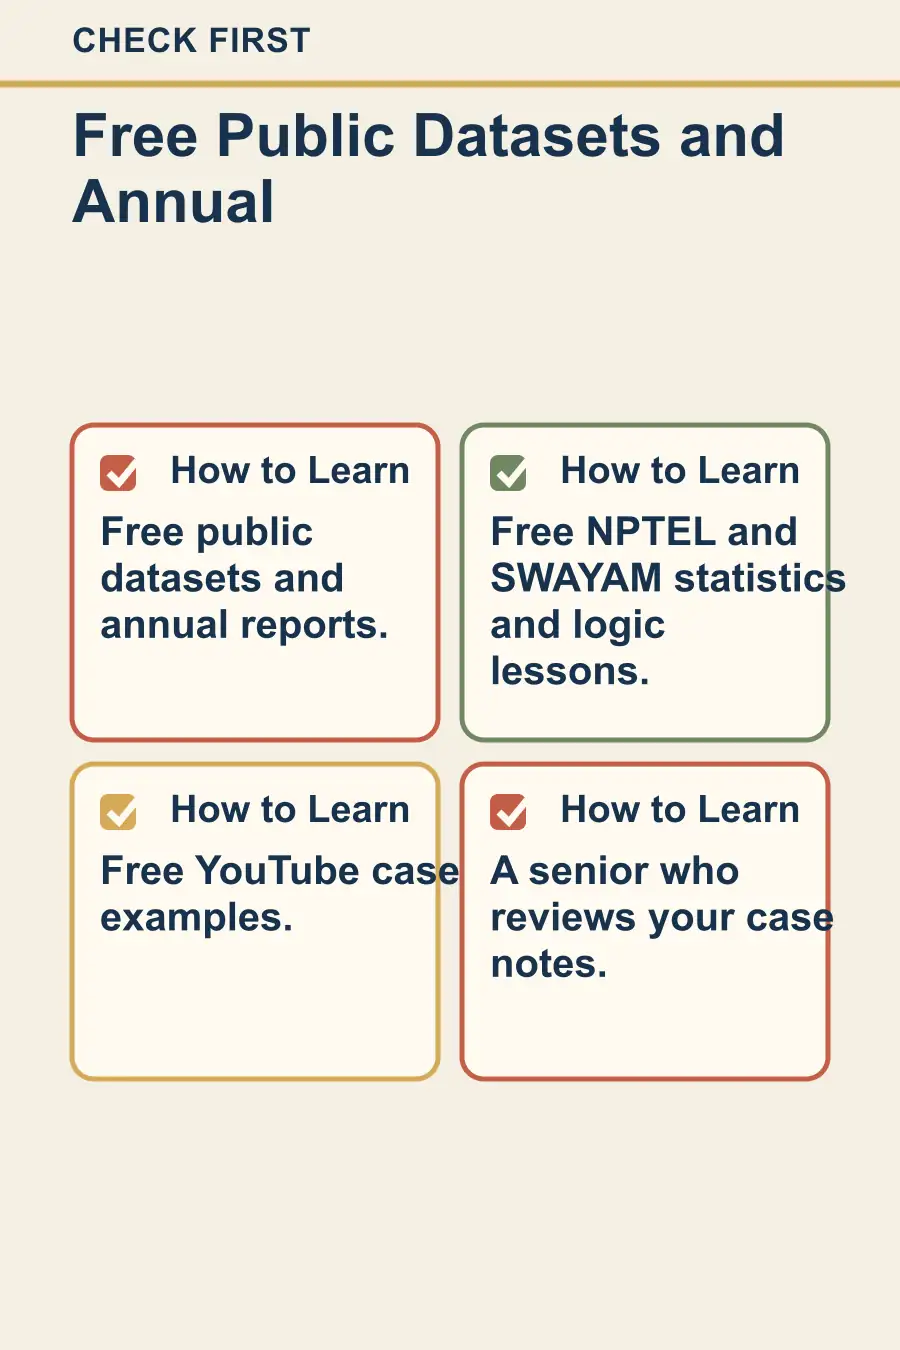 CHECK FIRST
Free Public Datasets and
Annual
How to Learn
Free public
datasets and
annual reports.
How to Learn
Free NPTEL and
SWAYAM statistics
and logic
lessons.
How to Learn
Free YouTube case
examples.
How to Learn
A senior who
reviews your case
notes.